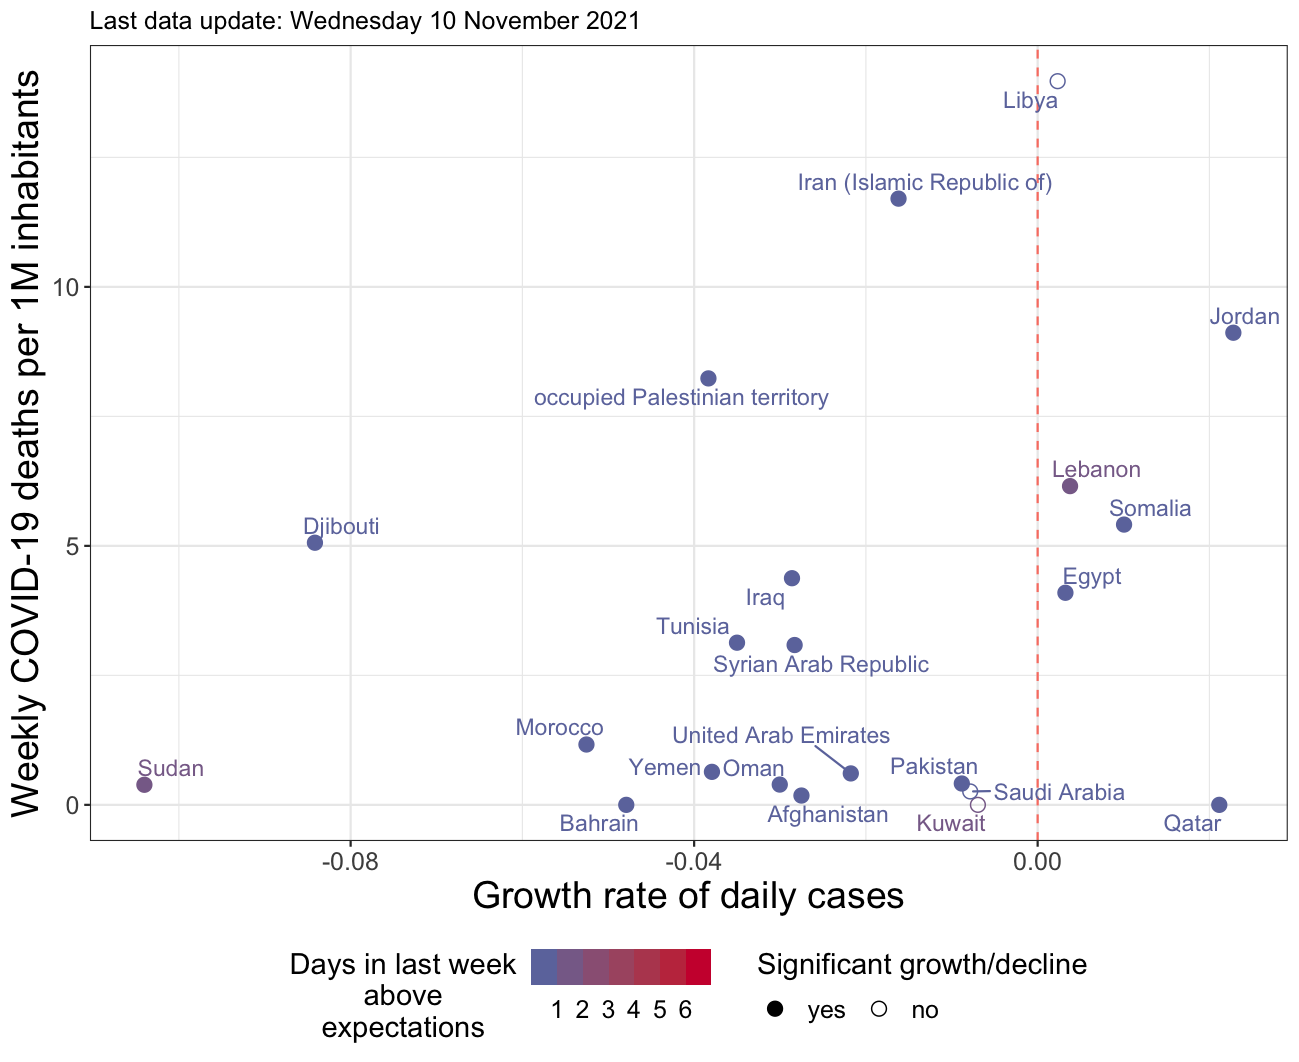 Last data update: Wednesday 10 November 2021
Weekly COVID-19 deaths per 1M inhabitants
10
5
0
Libya
Iran (Islamic Republic of)
Jordan
occupied Palestinian territory
Lebanon
Somalia
Djibouti
Egypt
Iraq
Tunisia
Syrian Arab Republic
Morocco
United Arab Emirates
Sudan
Yemen
Oman
Pakistan
Saudi Arabia
Afghanistan
Bahrain
Kuwait
Qatar
-0.08
-0.04
0.00
Growth rate of daily cases
Days in last week
above
expectations
1 2 3 4 5 6
Significant growth/decline
yes
no